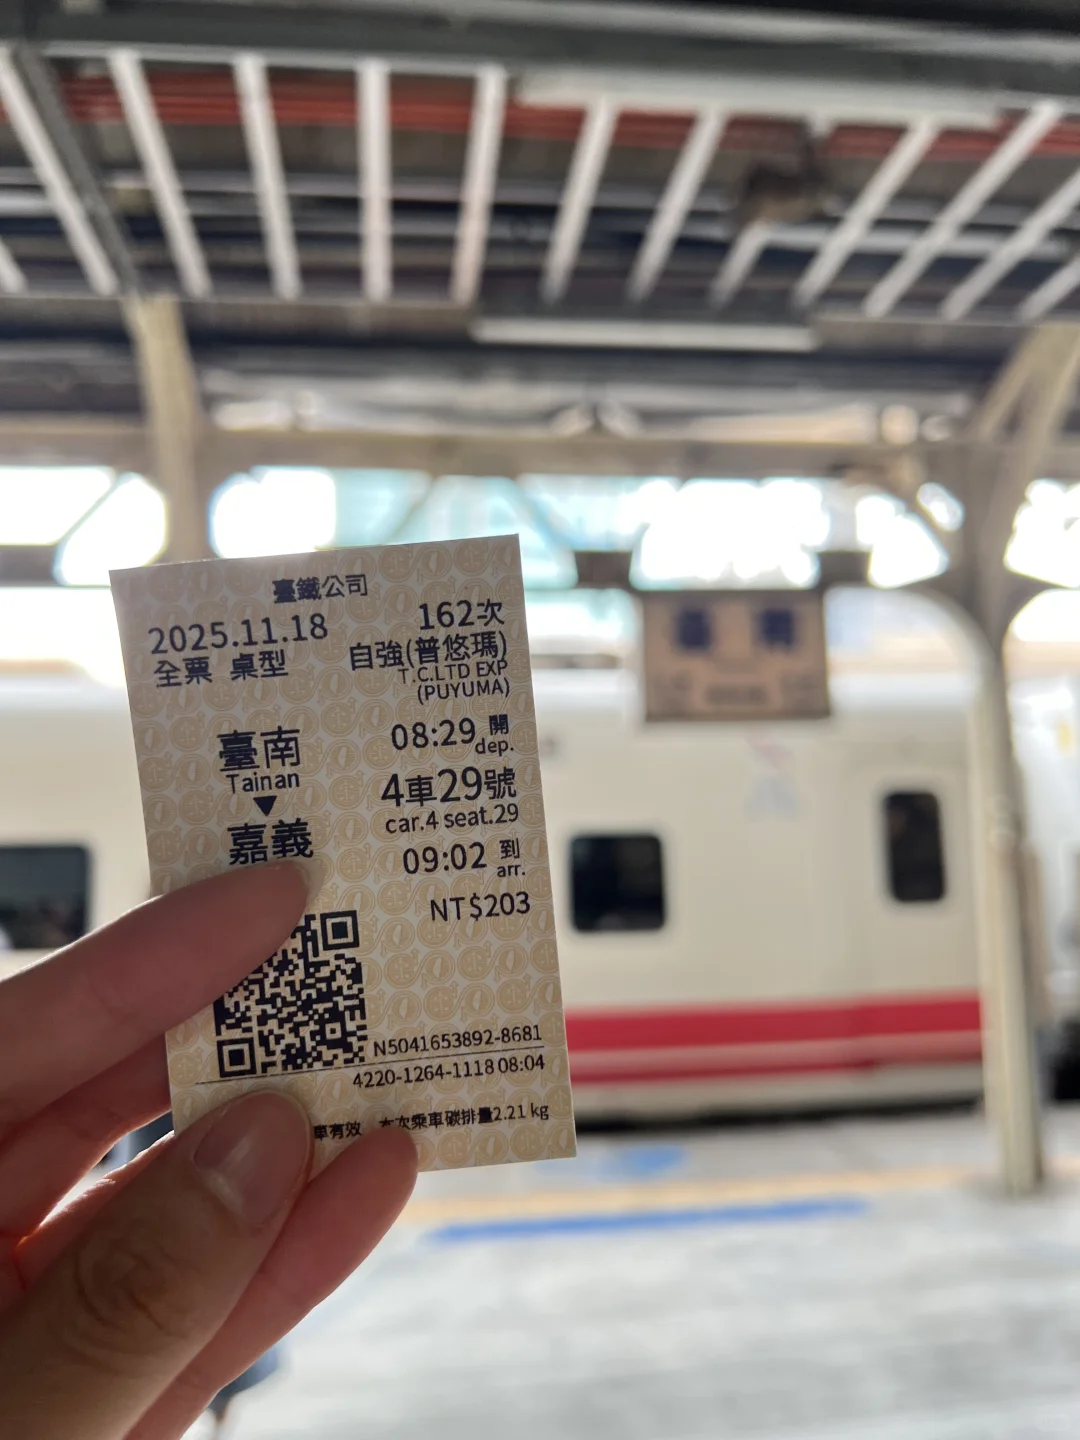 臺鐵公司
2025.11.18
162次
全票 桌型
自強(普悠瑪)
T.C.LTD EXP
(PUYUMA)
臺南
Tainan
08:29 開
dep.
▼
4車29號
car.4 seat.29
嘉義
09:02 到
arr.
NT$203
N5041653892-8681
4220-1264-1118 08:04
車有效 本次乘車碳排量2.21 kg